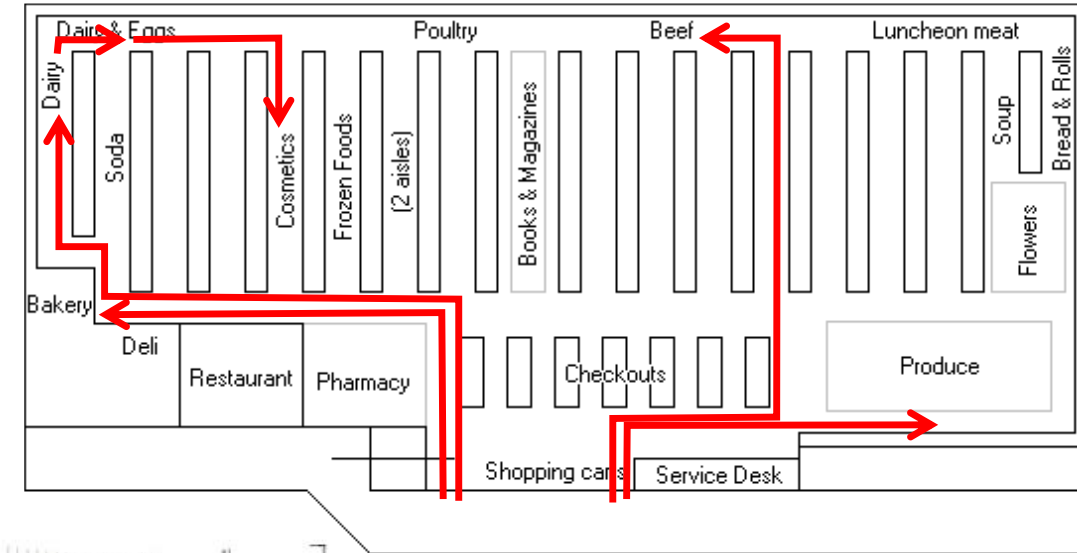 Dairy & Eggs
Poultry
Beef
Luncheon meat
Dairy
Soda
Cosmetics
Frozen Foods
(2 aisles)
Books & Magazines
Soup
Bread & Rolls
Flowers
Bakery
Deli
Restaurant
Pharmacy
Checkouts
Produce
Shopping carts
Service Desk